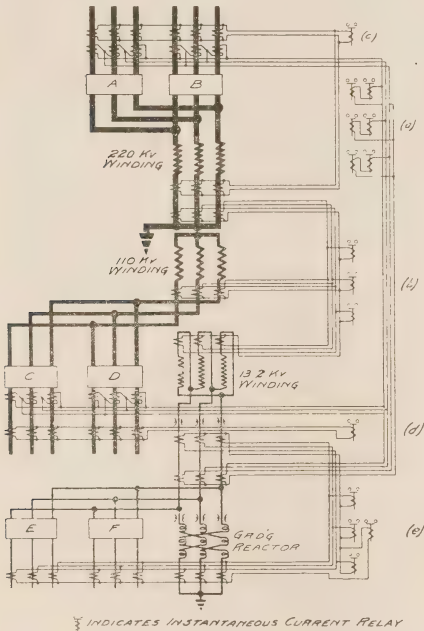 (c)
A
B
(a)
220 KV
WINDING
110 KV
WINDING
(b)
13.2 KV
WINDING
C
D
(d)
E
F
GRD'G
REACTOR
(e)
INDICATES INSTANTANEOUS CURRENT RELAY